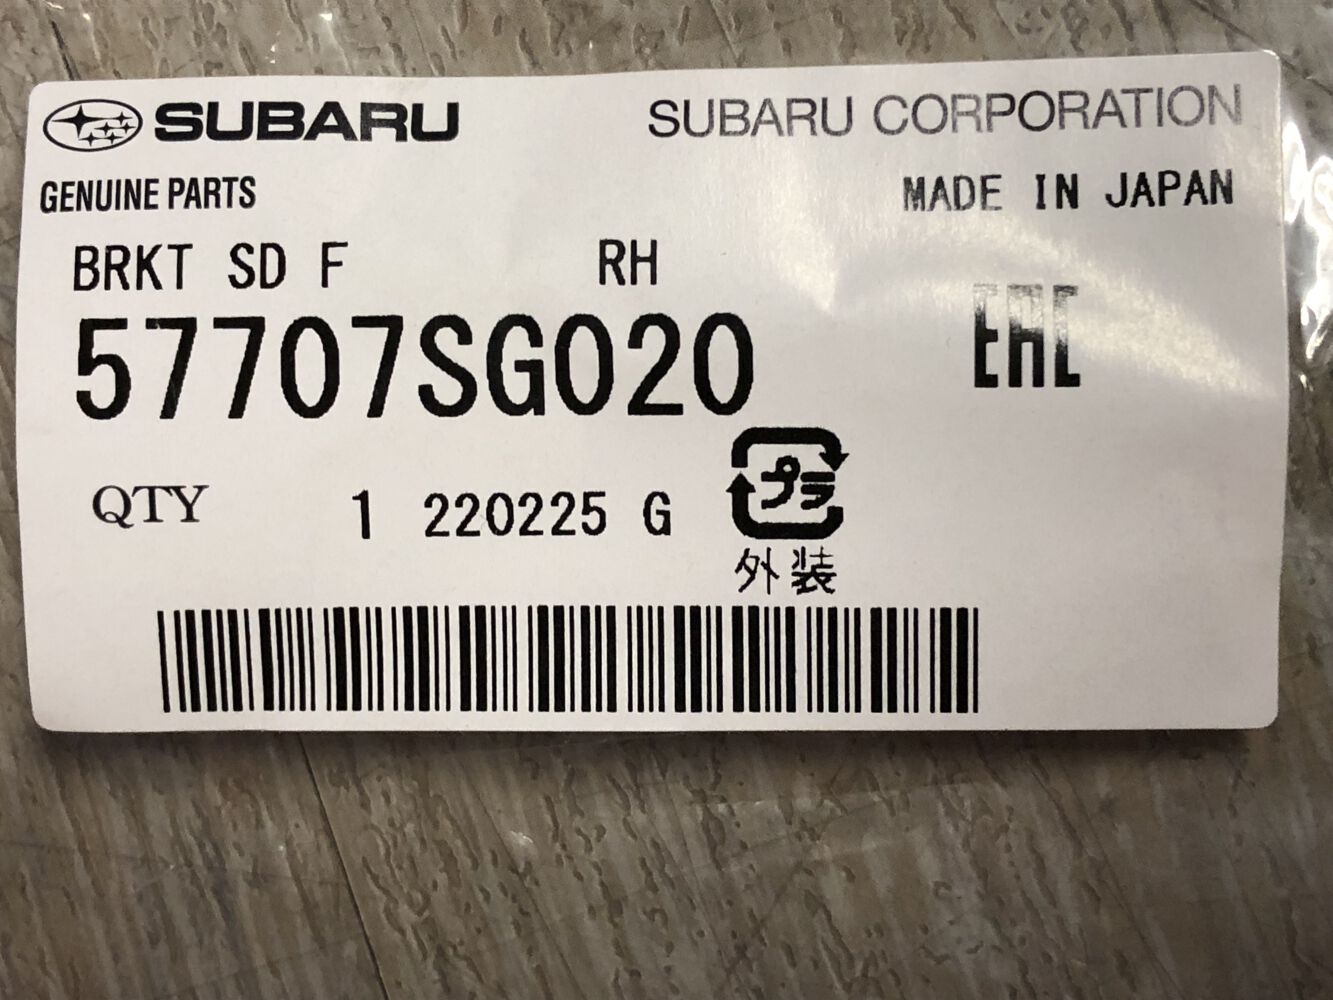 SUBARU SUBARU CORPORATION
GENUINE PARTS MADE IN JAPAN
BRKT SD F RH
57707SG020 EAC
QTY 1 220225 G プラ
外装